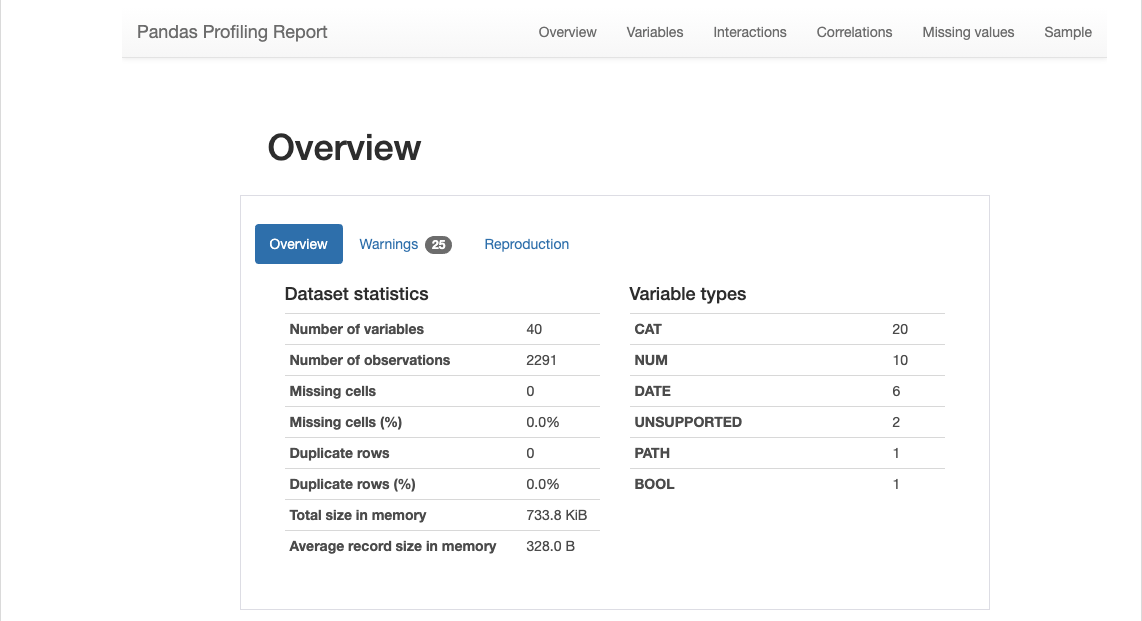 Pandas Profiling Report Overview Variables Interactions Correlations Missing values Sample
Overview
Overview Warnings 25 Reproduction
Dataset statistics
Number of variables 40
Number of observations 2291
Missing cells 0
Missing cells (%) 0.0%
Duplicate rows 0
Duplicate rows (%) 0.0%
Total size in memory 733.8 KiB
Average record size in memory 328.0 B
Variable types
CAT 20
NUM 10
DATE 6
UNSUPPORTED 2
PATH 1
BOOL 1